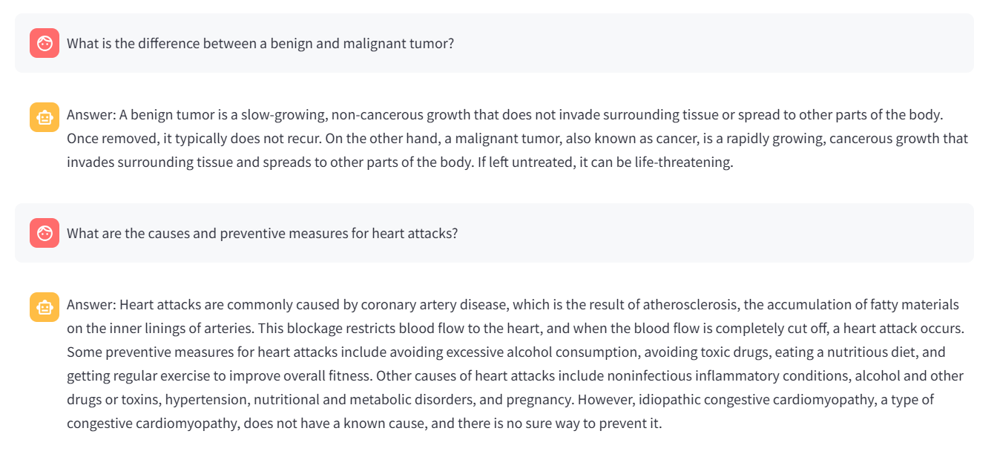 What is the difference between a benign and malignant tumor?
Answer: A benign tumor is a slow-growing, non-cancerous growth that does not invade surrounding tissue or spread to other parts of the body.
Once removed, it typically does not recur. On the other hand, a malignant tumor, also known as cancer, is a rapidly growing, cancerous growth that
invades surrounding tissue and spreads to other parts of the body. If left untreated, it can be life-threatening.
What are the causes and preventive measures for heart attacks?
Answer: Heart attacks are commonly caused by coronary artery disease, which is the result of atherosclerosis, the accumulation of fatty materials
on the inner linings of arteries. This blockage restricts blood flow to the heart, and when the blood flow is completely cut off, a heart attack occurs.
Some preventive measures for heart attacks include avoiding excessive alcohol consumption, avoiding toxic drugs, eating a nutritious diet, and
getting regular exercise to improve overall fitness. Other causes of heart attacks include noninfectious inflammatory conditions, alcohol and other
drugs or toxins, hypertension, nutritional and metabolic disorders, and pregnancy. However, idiopathic congestive cardiomyopathy, a type of
congestive cardiomyopathy, does not have a known cause, and there is no sure way to prevent it.